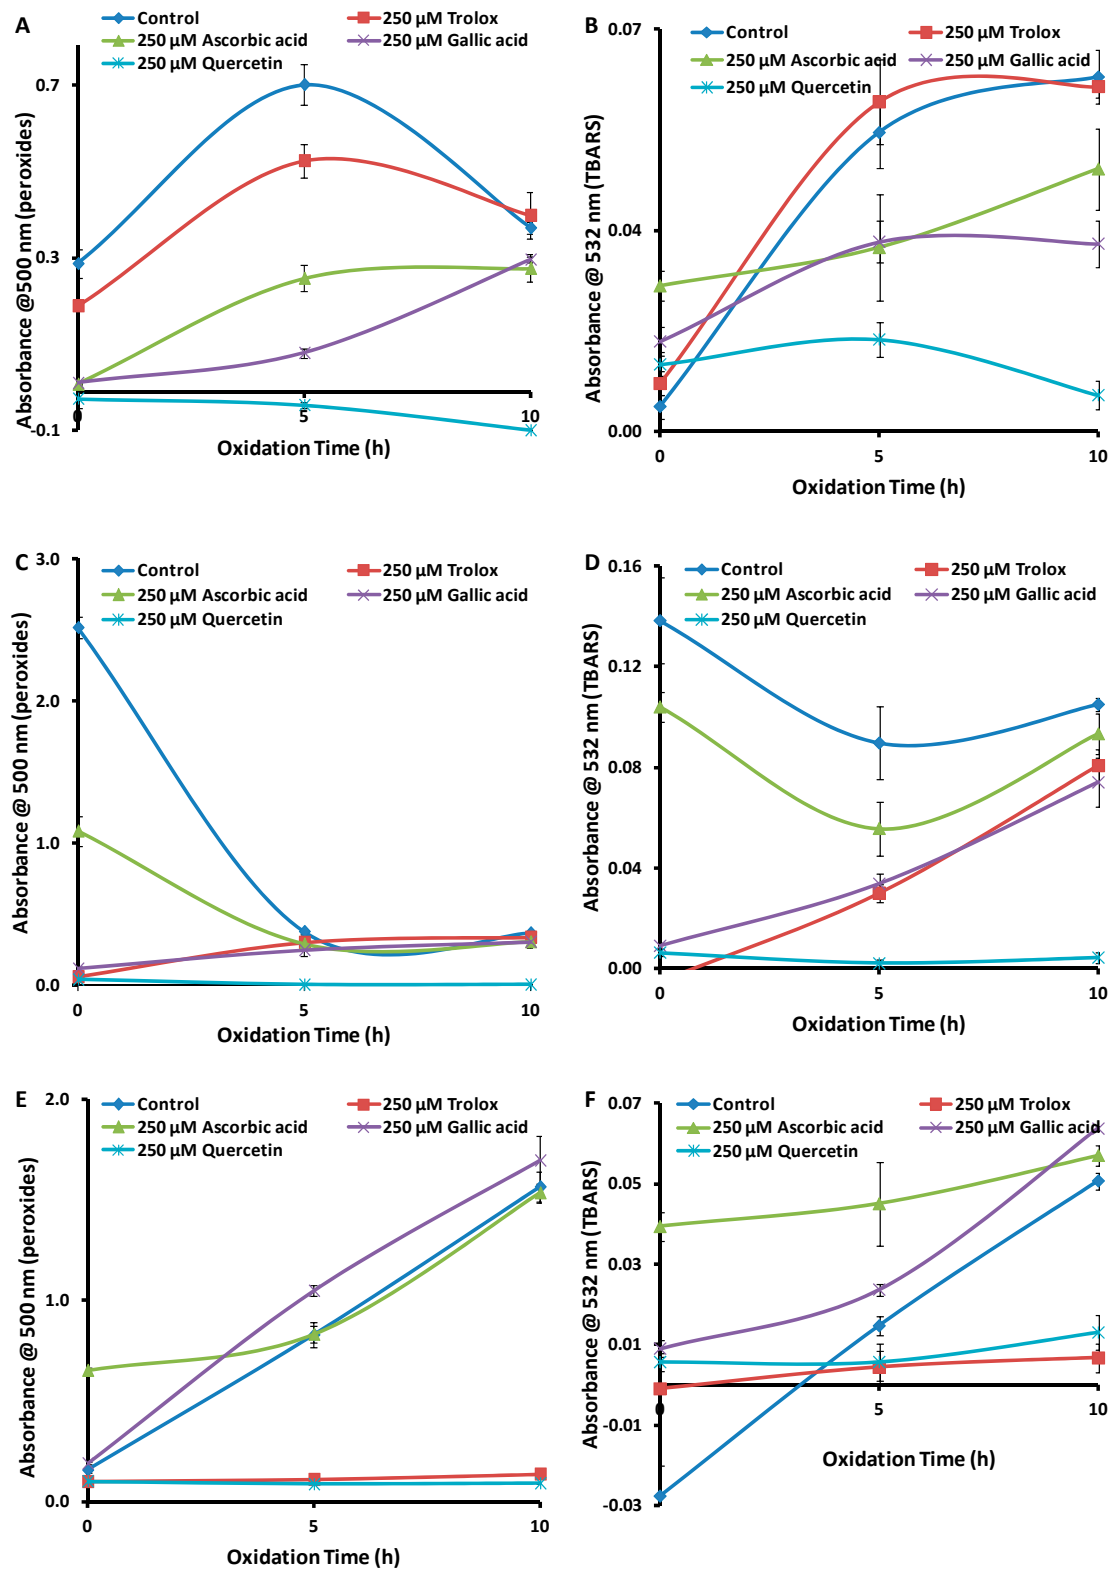 A
Control
250 µM Trolox
250 µM Ascorbic acid
250 µM Gallic acid
250 µM Quercetin
Absorbance @500 nm (peroxides)
0.7
0.3
-0.1
0
5
10
Oxidation Time (h)
B
Control
250 µM Trolox
250 µM Ascorbic acid
250 µM Gallic acid
250 µM Quercetin
Absorbance @ 532 nm (TBARS)
0.07
0.04
0.00
0
5
10
Oxidation Time (h)
C
Control
250 µM Trolox
250 µM Ascorbic acid
250 µM Gallic acid
250 µM Quercetin
Absorbance @ 500 nm (peroxides)
3.0
2.0
1.0
0.0
0
5
10
Oxidation Time (h)
D
Control
250 µM Trolox
250 µM Ascorbic acid
250 µM Gallic acid
250 µM Quercetin
Absorbance @ 532 nm (TBARS)
0.16
0.12
0.08
0.04
0.00
0
5
10
Oxidation Time (h)
E
Control
250 µM Trolox
250 µM Ascorbic acid
250 µM Gallic acid
250 µM Quercetin
Absorbance @ 500 nm (peroxides)
2.0
1.0
0.0
0
5
10
Oxidation Time (h)
F
Control
250 µM Trolox
250 µM Ascorbic acid
250 µM Gallic acid
250 µM Quercetin
Absorbance @ 532 nm (TBARS)
0.07
0.05
0.03
0.01
-0.01
-0.03
0
5
10
Oxidation Time (h)